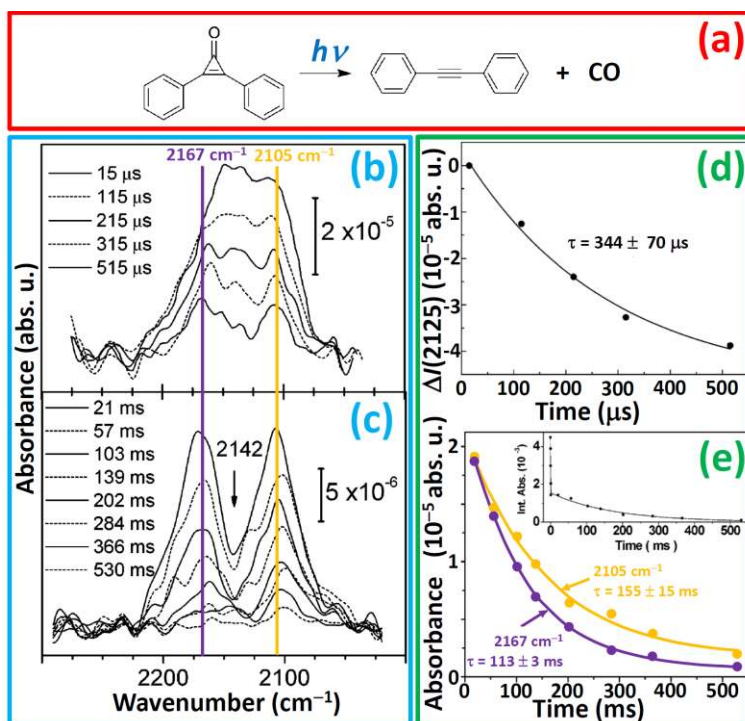 (a)
O
hν
+ CO
2167 cm⁻¹ 2105 cm⁻¹
(b)
15 μs
115 μs
215 μs
315 μs
515 μs
2 x10⁻⁵
Absorbance (abs. u.)
(c)
21 ms
57 ms
103 ms
139 ms
202 ms
284 ms
366 ms
530 ms
2142
5 x10⁻⁶
2200 2100
Wavenumber (cm⁻¹)
(d)
ΔI(2125) (10⁻⁵ abs. u.)
0
-1
-2
-3
-4
τ = 344 ± 70 μs
0 100 200 300 400 500
Time (μs)
(e)
Absorbance (10⁻⁵ abs. u.)
2
1
0
Int. Abs. (10⁻³)
4
2
0
0 100 200 300 400 500
Time ( ms )
2105 cm⁻¹
τ = 155 ± 15 ms
2167 cm⁻¹
τ = 113 ± 3 ms
0 100 200 300 400 500
Time (ms)